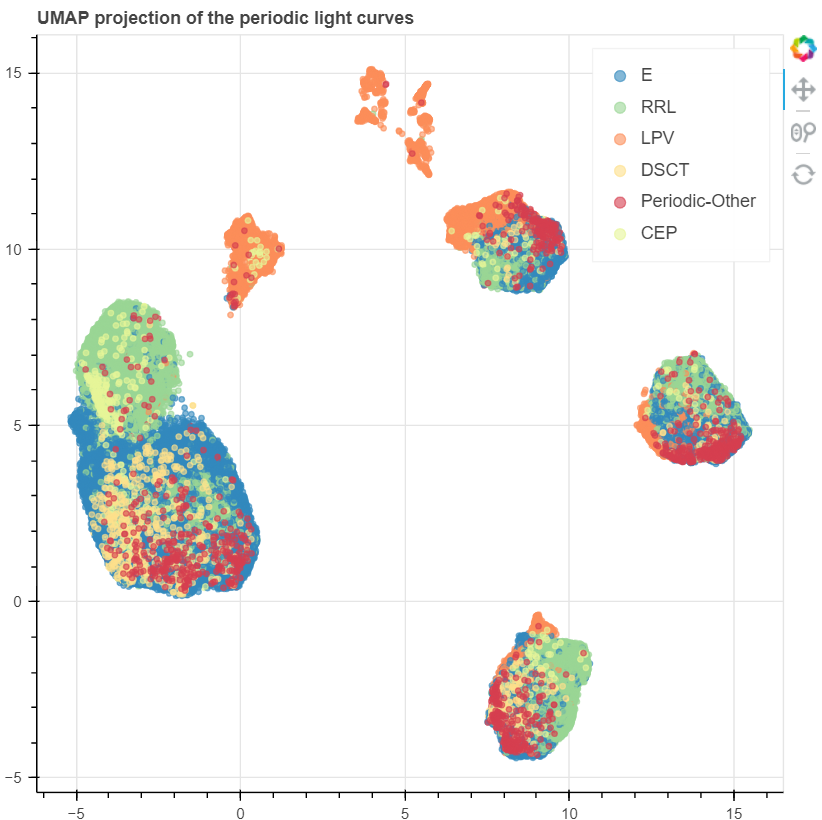 UMAP projection of the periodic light curves
E
RRL
LPV
DSCT
Periodic-Other
CEP
15
10
5
0
−5
−5
0
5
10
15